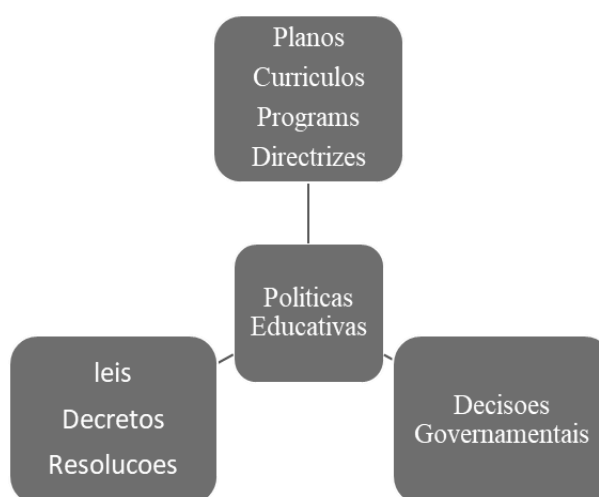 Planos
Curriculos
Programs
Directrizes
Politicas
Educativas
leis
Decretos
Resolucoes
Decisoes
Governamentais